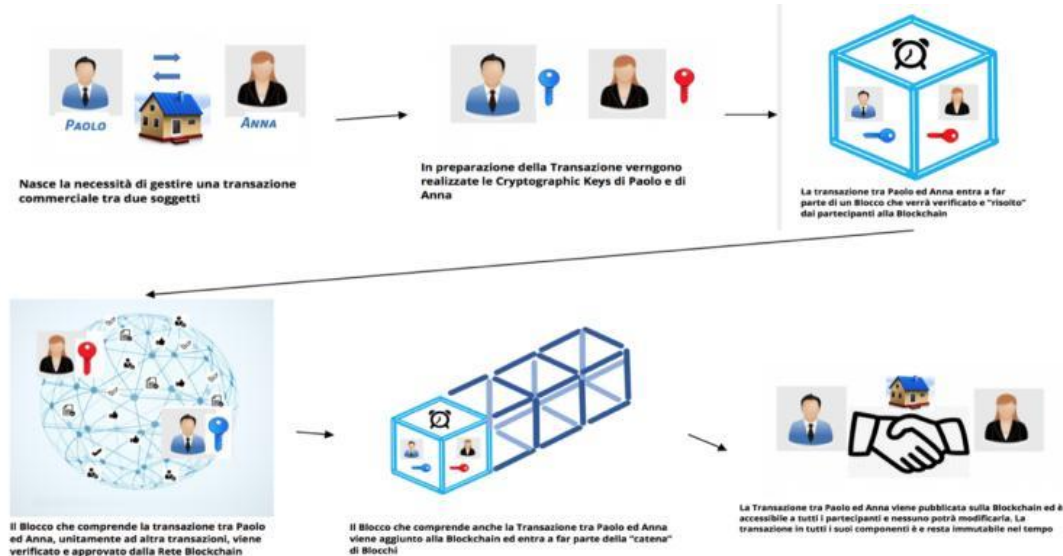 PAOLO
ANNA
Nasce la necessità di gestire una transazione
commerciale tra due soggetti
In preparazione della Transazione verngono
realizzate le Cryptographic Keys di Paolo e di
Anna
La transazione tra Paolo ed Anna entra a far
parte di un Blocco che verrà verificato e "risolto"
dai partecipanti alla Blockchain
Il Blocco che comprende la transazione tra Paolo
ed Anna, unitamente ad altra transazioni, viene
verificato e approvato dalla Rete Blockchain
Il Blocco che comprende anche la Transazione tra Paolo ed Anna
viene aggiunto alla Blockchain ed entra a far parte della "catena"
di Blocchi
La Transazione tra Paolo ed Anna viene pubblicata sulla Blockchain ed è
accessibile a tutti i partecipanti e nessuno potrà modificarla. La
transazione in tutti i suoi componenti è e resta immutabile nel tempo